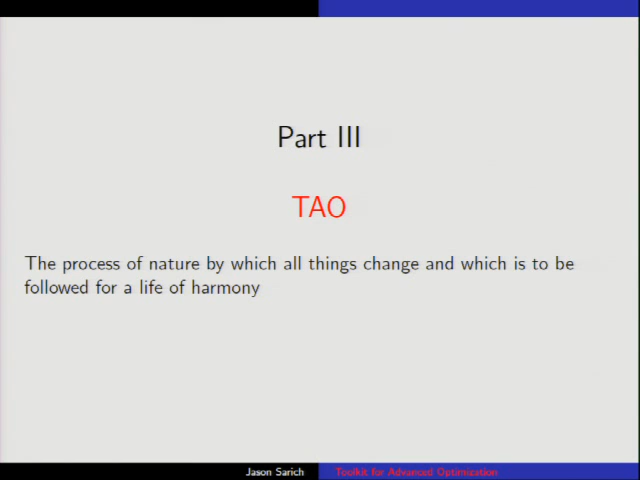 Part III
TAO
The process of nature by which all things change and which is to be
followed for a life of harmony
Jason Sarich
Toolkit for Advanced Optimization